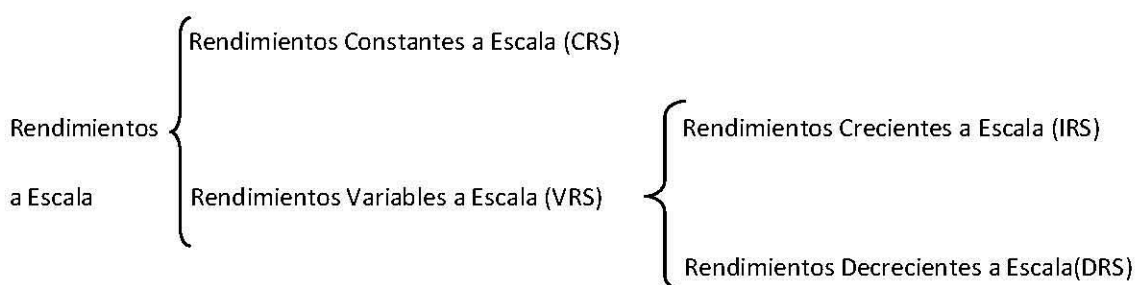 Rendimientos Constantes a Escala (CRS)
Rendimientos
a Escala
Rendimientos Variables a Escala (VRS)
Rendimientos Crecientes a Escala (IRS)
Rendimientos Decrecientes a Escala(DRS)